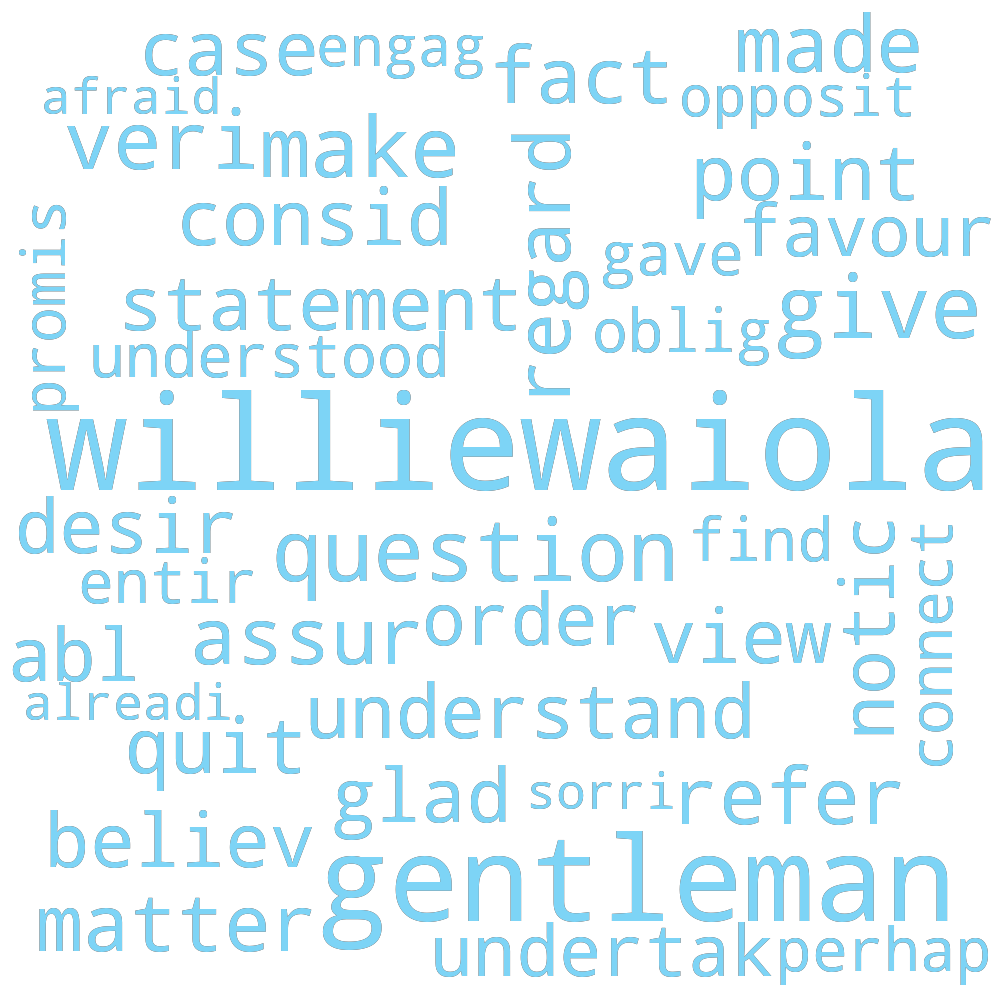 made
case engag
fact
afraid opposit
veri make
regard
point
consid
promis
favour
gave
statement
give
oblig
understood
williewaiola
desir
question
find
notic
connect
entir
assur order
view
abl
alreadi
understand
quit
glad
sorri refer
believ
gentleman
matter
undertak perhap